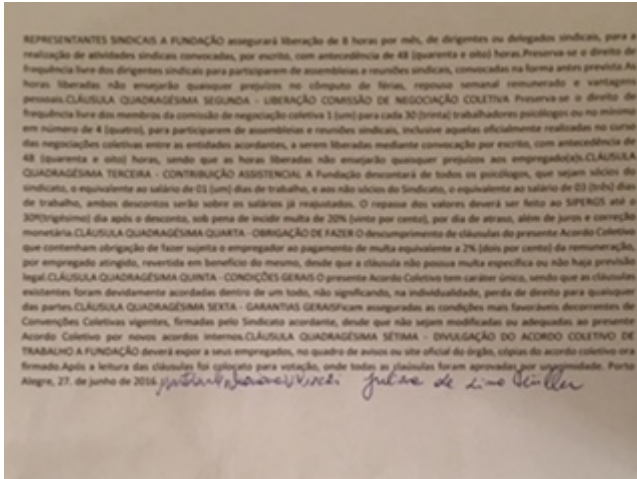 REPRESENTANTES SINDICAIS A FUNDAÇÃO assegurará liberação de 8 horas por mês, de dirigentes ou delegados sindicais, para a
realização de atividades sindicais convocadas, por escrito, com antecedência de 48 (quarenta e oito) horas.Preserva-se o direito de
frequência livre dos dirigentes sindicais para participarem de assembleias e reuniões sindicais, convocadas na forma antes prevista.As
horas liberadas não ensejarão quaisquer prejuízos no cômputo de férias, repouso semanal remunerado e vantagens
pessoais.CLÁUSULA QUADRAGÉSIMA SEGUNDA - LIBERAÇÃO COMISSÃO DE NEGOCIAÇÃO COLETIVA Preserva-se o direito de
frequência livre dos membros da comissão de negociação coletiva 1 (um) para cada 30 (trinta) trabalhadores psicólogos ou no mínimo
em número de 4 (quatro), para participarem de assembleias e reuniões sindicais, inclusive aquelas oficialmente realizadas no curso
das negociações coletivas entre as entidades acordantes, a serem liberadas mediante convocação por escrito, com antecedência de
48 (quarenta e oito) horas, sendo que as horas liberadas não ensejarão quaisquer prejuízos aos empregado(a)s.CLÁUSULA
QUADRAGÉSIMA TERCEIRA - CONTRIBUIÇÃO ASSISTENCIAL A Fundação descontará de todos os psicólogos, que sejam sócios do
sindicato, o equivalente ao salário de 01 (um) dias de trabalho, e aos não sócios do Sindicato, o equivalente ao salário de 03 (três) dias
de trabalho, ambos descontos serão sobre os salários já reajustados. O repasse dos valores deverá ser feito ao SIPERGS até o
30º(trigésimo) dia após o desconto, sob pena de incidir multa de 20% (vinte por cento), por dia de atraso, além de juros e correção
monetária.CLÁUSULA QUADRAGÉSIMA QUARTA - OBRIGAÇÃO DE FAZER O descumprimento de cláusulas do presente Acordo Coletivo
que contenham obrigação de fazer sujeita o empregador ao pagamento de multa equivalente a 2% (dois por cento) da remuneração,
por empregado atingido, revertida em benefício do mesmo, desde que a cláusula não possua multa específica ou não haja previsão
legal.CLÁUSULA QUADRAGÉSIMA QUINTA - CONDIÇÕES GERAIS O presente Acordo Coletivo tem caráter único, sendo que as cláusulas
existentes foram devidamente acordadas dentro de um todo, não significando, na individualidade, perda de direito para quaisquer
das partes.CLÁUSULA QUADRAGÉSIMA SEXTA - GARANTIAS GERAISFicam asseguradas as condições mais favoráveis decorrentes de
Convenções Coletivas vigentes, firmadas pelo Sindicato acordante, desde que não sejam modificadas ou adequadas ao presente
Acordo Coletivo por novos acordos internos.CLÁUSULA QUADRAGÉSIMA SÉTIMA - DIVULGAÇÃO DO ACORDO COLETIVO DE
TRABALHO A FUNDAÇÃO deverá expor a seus empregados, no quadro de avisos ou site oficial do órgão, cópias do acordo coletivo ora
firmado.Após a leitura das cláusulas foi colocato para votação, onde todas as claúsulas foram aprovadas por unanimidade. Porto
Alegre, 27. de junho de 2016. Juliana de Lima Müller